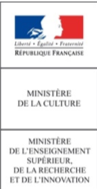 Liberté • Égalité • Fraternité
RÉPUBLIQUE FRANÇAISE
MINISTÈRE
DE LA CULTURE
MINISTÈRE
DE L'ENSEIGNEMENT
SUPÉRIEUR,
DE LA RECHERCHE
ET DE L'INNOVATION